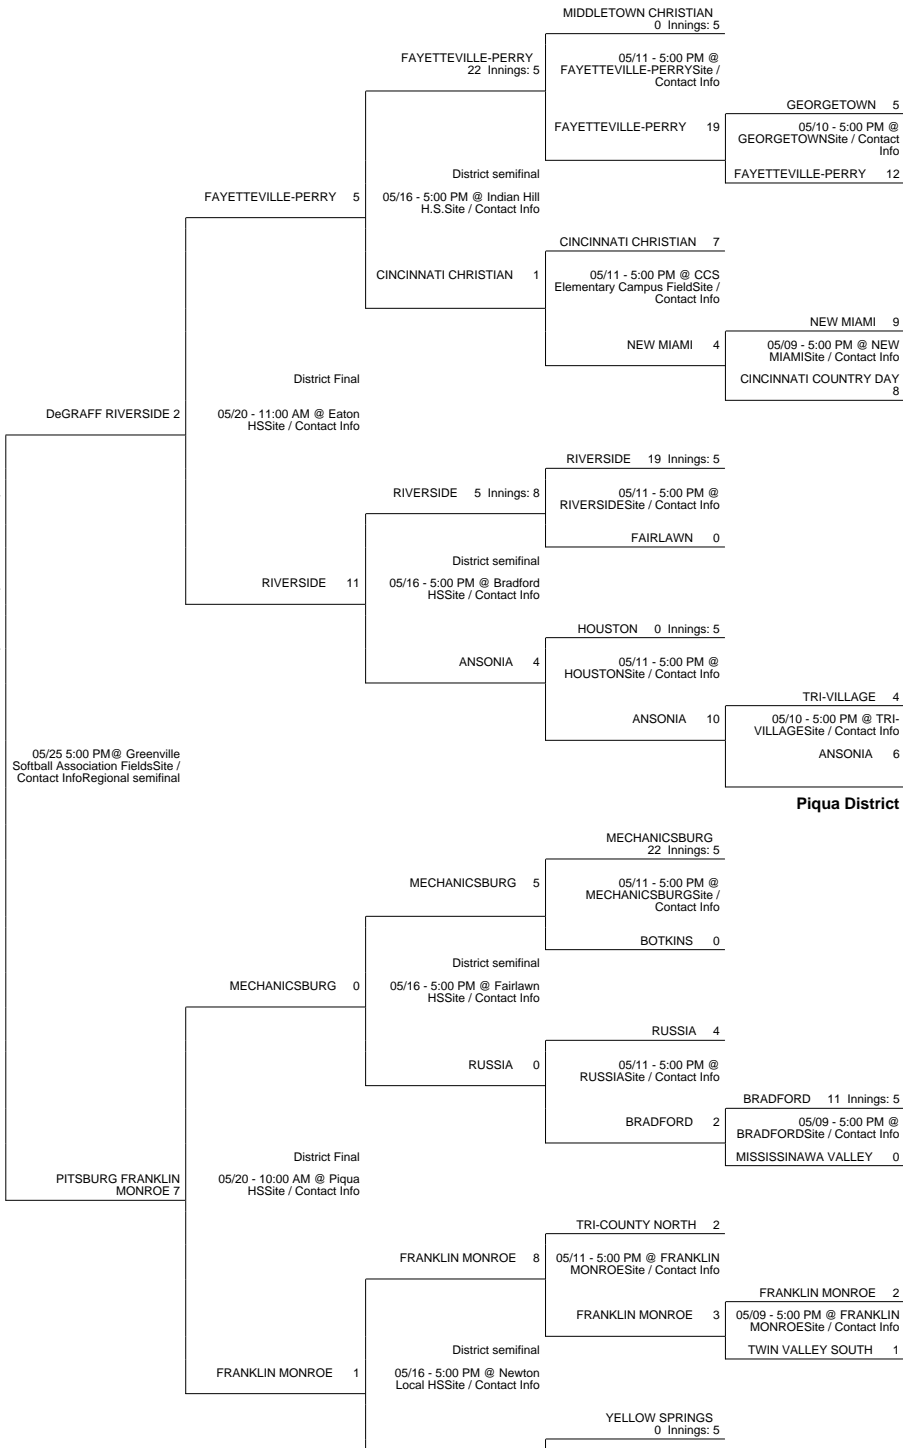 MIDDLETOWN CHRISTIAN
0 Innings: 5
FAYETTEVILLE-PERRY
22 Innings: 5
05/11 - 5:00 PM @
FAYETTEVILLE-PERRYSite /
Contact Info
GEORGETOWN 5
FAYETTEVILLE-PERRY 19
05/10 - 5:00 PM @
GEORGETOWNSite / Contact
Info
FAYETTEVILLE-PERRY 12
District semifinal
FAYETTEVILLE-PERRY 5
05/16 - 5:00 PM @ Indian Hill
H.S.Site / Contact Info
CINCINNATI CHRISTIAN 7
CINCINNATI CHRISTIAN 1
05/11 - 5:00 PM @ CCS
Elementary Campus FieldSite /
Contact Info
NEW MIAMI 9
NEW MIAMI 4
05/09 - 5:00 PM @ NEW
MIAMISite / Contact Info
CINCINNATI COUNTRY DAY
8
District Final
DeGRAFF RIVERSIDE 2
05/20 - 11:00 AM @ Eaton
HSSite / Contact Info
RIVERSIDE 19 Innings: 5
RIVERSIDE 5 Innings: 8
05/11 - 5:00 PM @
RIVERSIDESite / Contact Info
FAIRLAWN 0
District semifinal
RIVERSIDE 11
05/16 - 5:00 PM @ Bradford
HSSite / Contact Info
HOUSTON 0 Innings: 5
ANSONIA 4
05/11 - 5:00 PM @
HOUSTONSite / Contact Info
TRI-VILLAGE 4
ANSONIA 10
05/10 - 5:00 PM @ TRI-
VILLAGESite / Contact Info
ANSONIA 6
05/25 5:00 PM@ Greenville
Softball Association FieldsSite /
Contact InfoRegional semifinal
Piqua District
MECHANICSBURG
22 Innings: 5
MECHANICSBURG 5
05/11 - 5:00 PM @
MECHANICSBURGSite /
Contact Info
BOTKINS 0
District semifinal
MECHANICSBURG 0
05/16 - 5:00 PM @ Fairlawn
HSSite / Contact Info
RUSSIA 4
RUSSIA 0
05/11 - 5:00 PM @
RUSSIASite / Contact Info
BRADFORD 11 Innings: 5
BRADFORD 2
05/09 - 5:00 PM @
BRADFORDSite / Contact Info
MISSISSINAWA VALLEY 0
District Final
PITSBURG FRANKLIN
MONROE 7
05/20 - 10:00 AM @ Piqua
HSSite / Contact Info
TRI-COUNTY NORTH 2
FRANKLIN MONROE 8
05/11 - 5:00 PM @ FRANKLIN
MONROESite / Contact Info
FRANKLIN MONROE 2
FRANKLIN MONROE 3
05/09 - 5:00 PM @ FRANKLIN
MONROESite / Contact Info
TWIN VALLEY SOUTH 1
District semifinal
FRANKLIN MONROE 1
05/16 - 5:00 PM @ Newton
Local HSSite / Contact Info
YELLOW SPRINGS
0 Innings: 5